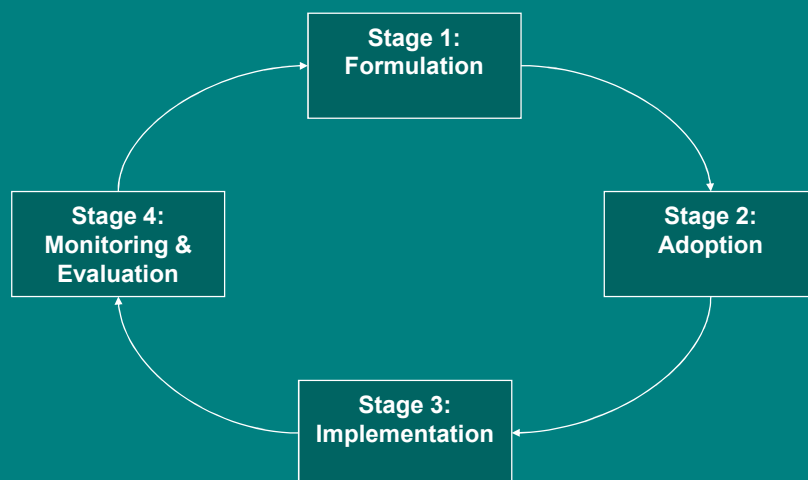 Stage 1:
Formulation
Stage 2:
Adoption
Stage 3:
Implementation
Stage 4:
Monitoring &
Evaluation